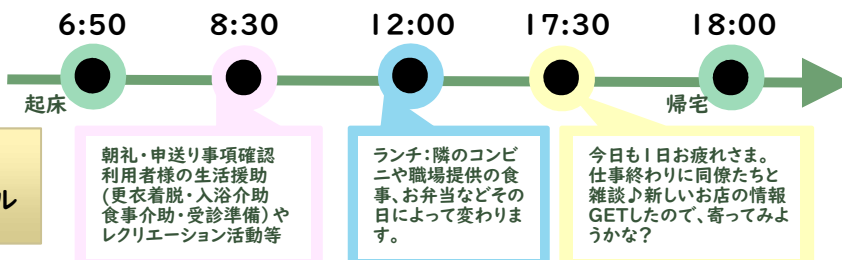 6:50
8:30
12:00
17:30
18:00
起床
帰宅
ル
朝礼・申送り事項確認
利用者様の生活援助
(更衣着脱・入浴介助
食事介助・受診準備)や
レクリエーション活動等
ランチ:隣のコンビ
ニや職場提供の食
事、お弁当などその
日によって変わりま
す。
今日も1日お疲れさま。
仕事終わりに同僚たちと
雑談♪新しいお店の情報
GETしたので、寄ってみよ
うかな?